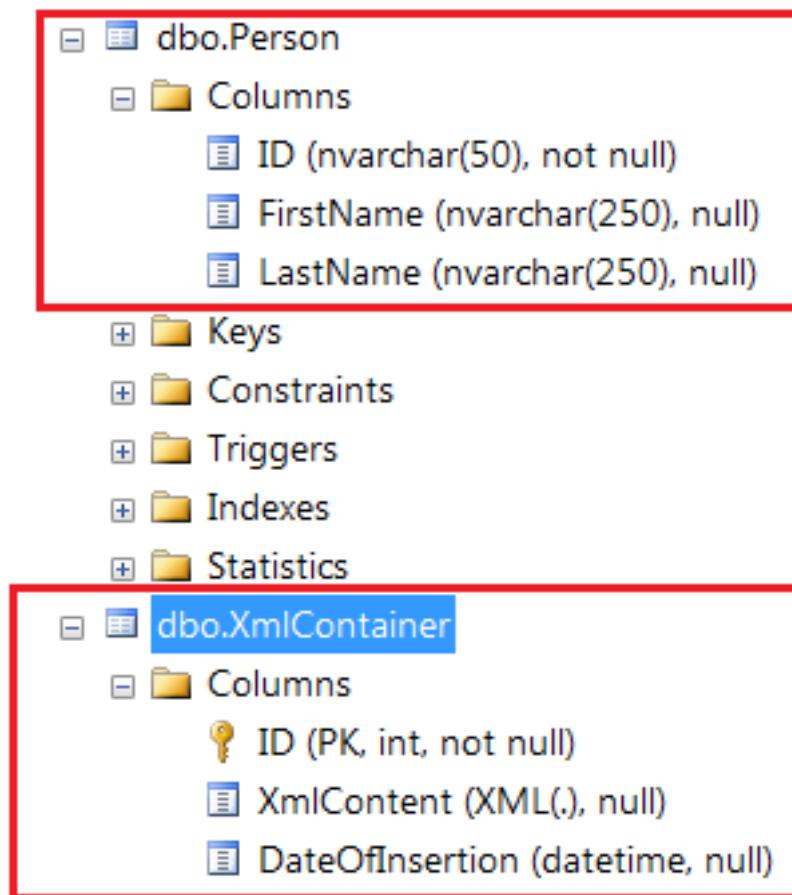 dbo.Person
Columns
ID (nvarchar(50), not null)
FirstName (nvarchar(250), null)
LastName (nvarchar(250), null)
Keys
Constraints
Triggers
Indexes
Statistics
dbo.XmlContainer
Columns
ID (PK, int, not null)
XmlContent (XML(.), null)
DateOfInsertion (datetime, null)